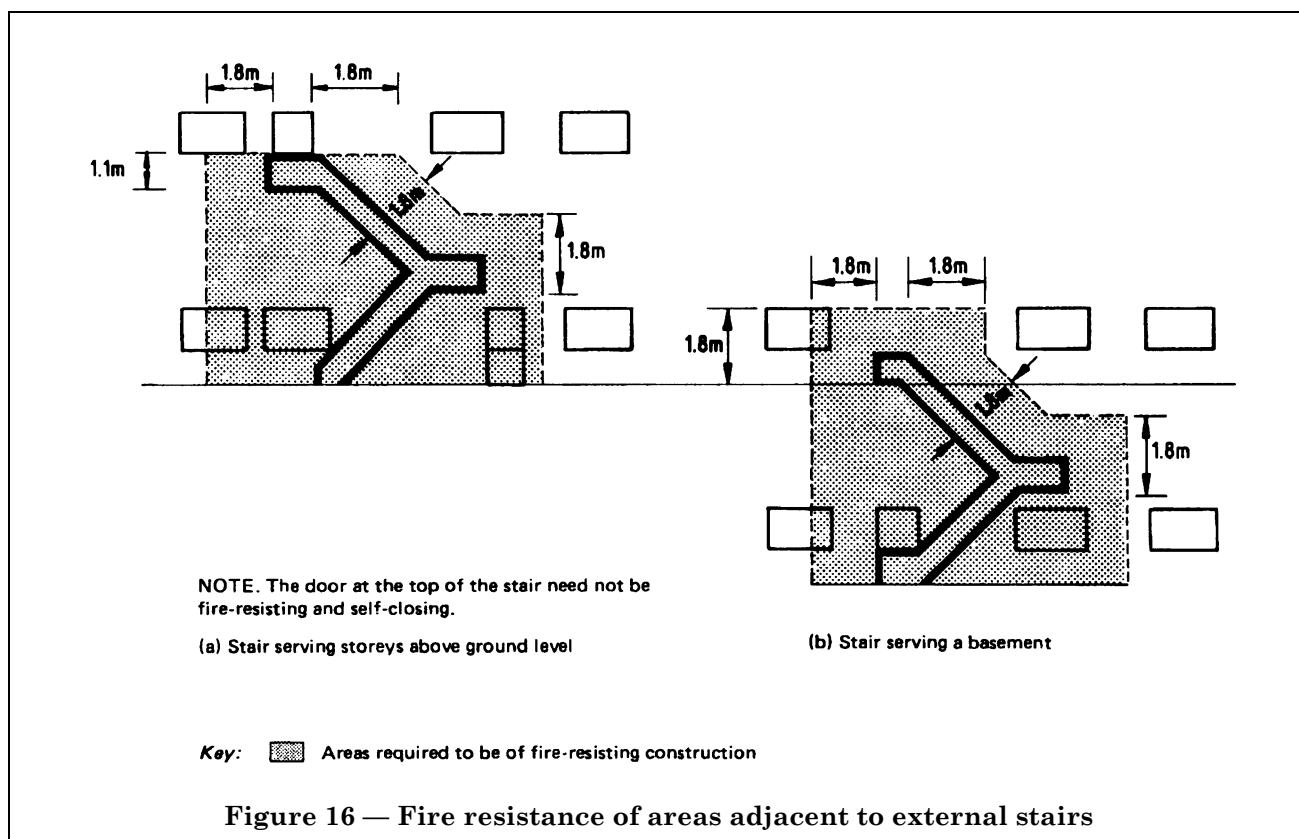 1.8m 1.8m
1.1m
1.8m
1.8m
1.8m 1.8m
1.8m
1.8m
1.8m
NOTE. The door at the top of the stair need not be
fire-resisting and self-closing.
(a) Stair serving storeys above ground level
(b) Stair serving a basement
Key: Areas required to be of fire-resisting construction
Figure 16 — Fire resistance of areas adjacent to external stairs